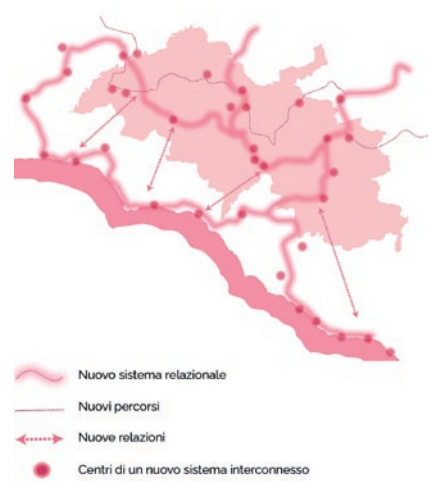 Nuovo sistema relazionale
Nuovi percorsi
Nuove relazioni
Centri di un nuovo sistema interconnesso